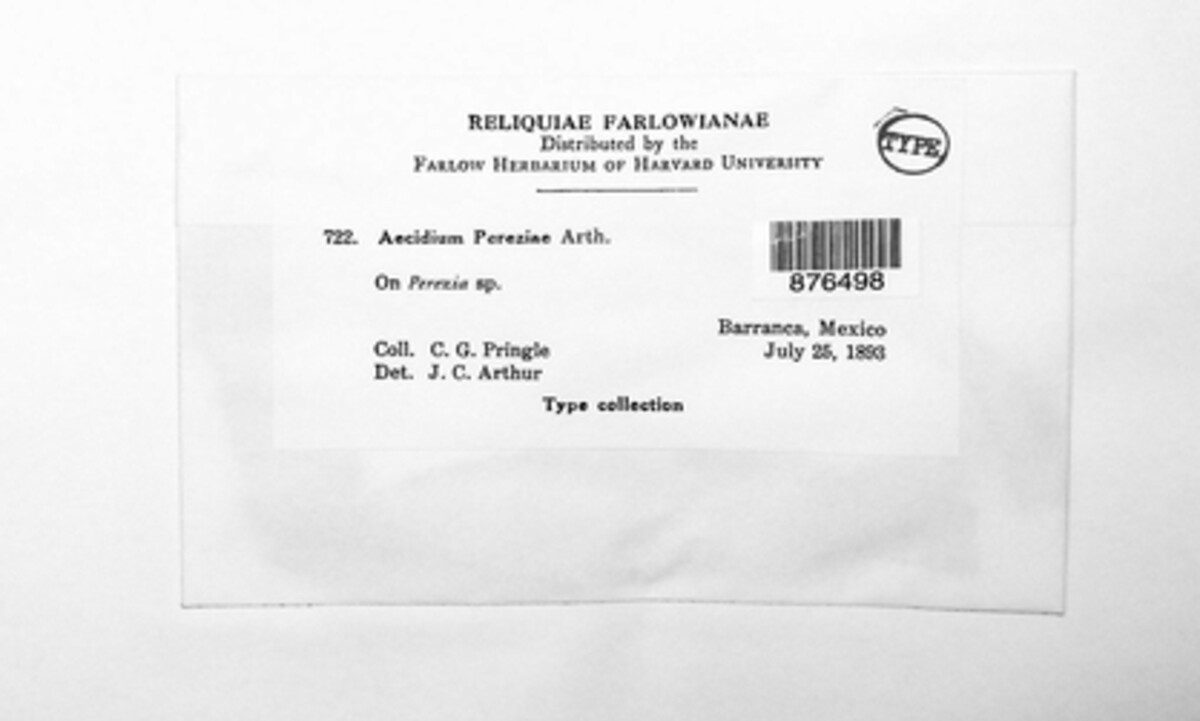 RELIQUIAE FARLOWIANAE
Distributed by the
FARLOW HERBARIUM OF HARVARD UNIVERSITY
TYPE
722. Aecidium Pereziae Arth.
On Perezia sp.
876498
Barranca, Mexico
July 25, 1893
Coll. C. G. Pringle
Det. J. C. Arthur
Type collection